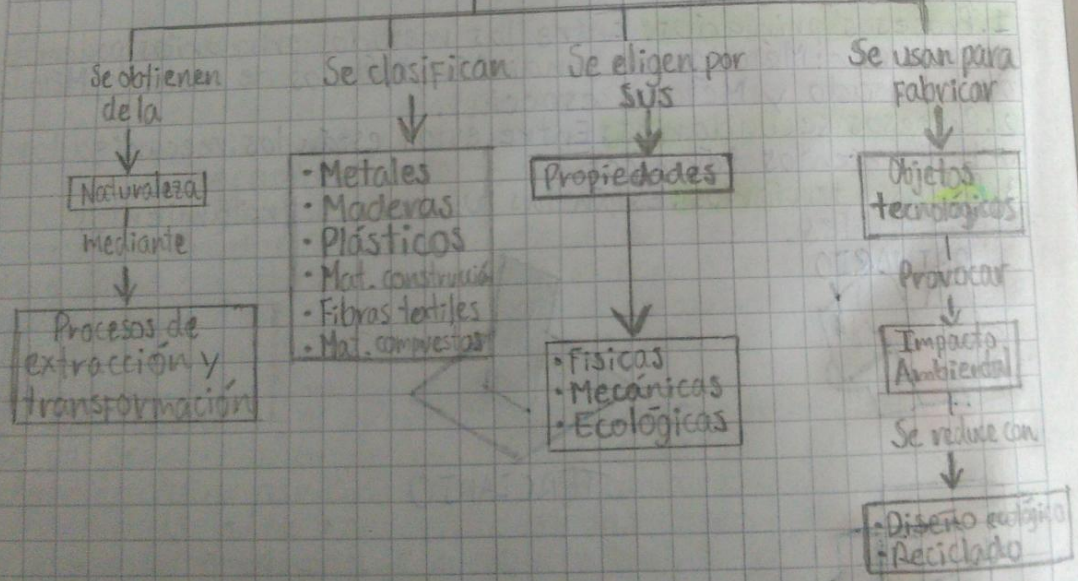 Se obtienen
de la
Naturaleza
mediante
Procesos de
extracción y
transformación
Se clasifican
· Metales
· Maderas
· Plásticos
· Mat. construcción
· Fibras textiles
· Mat. compuestas
Se eligen por
sus
Propiedades
· Físicas
· Mecánicas
· Ecológicas
Se usan para
Fabricar
Objetos
tecnológicos
Provocar
Impacto
Ambiental
Se reduce con
· Diseño ecológico
· Reciclado